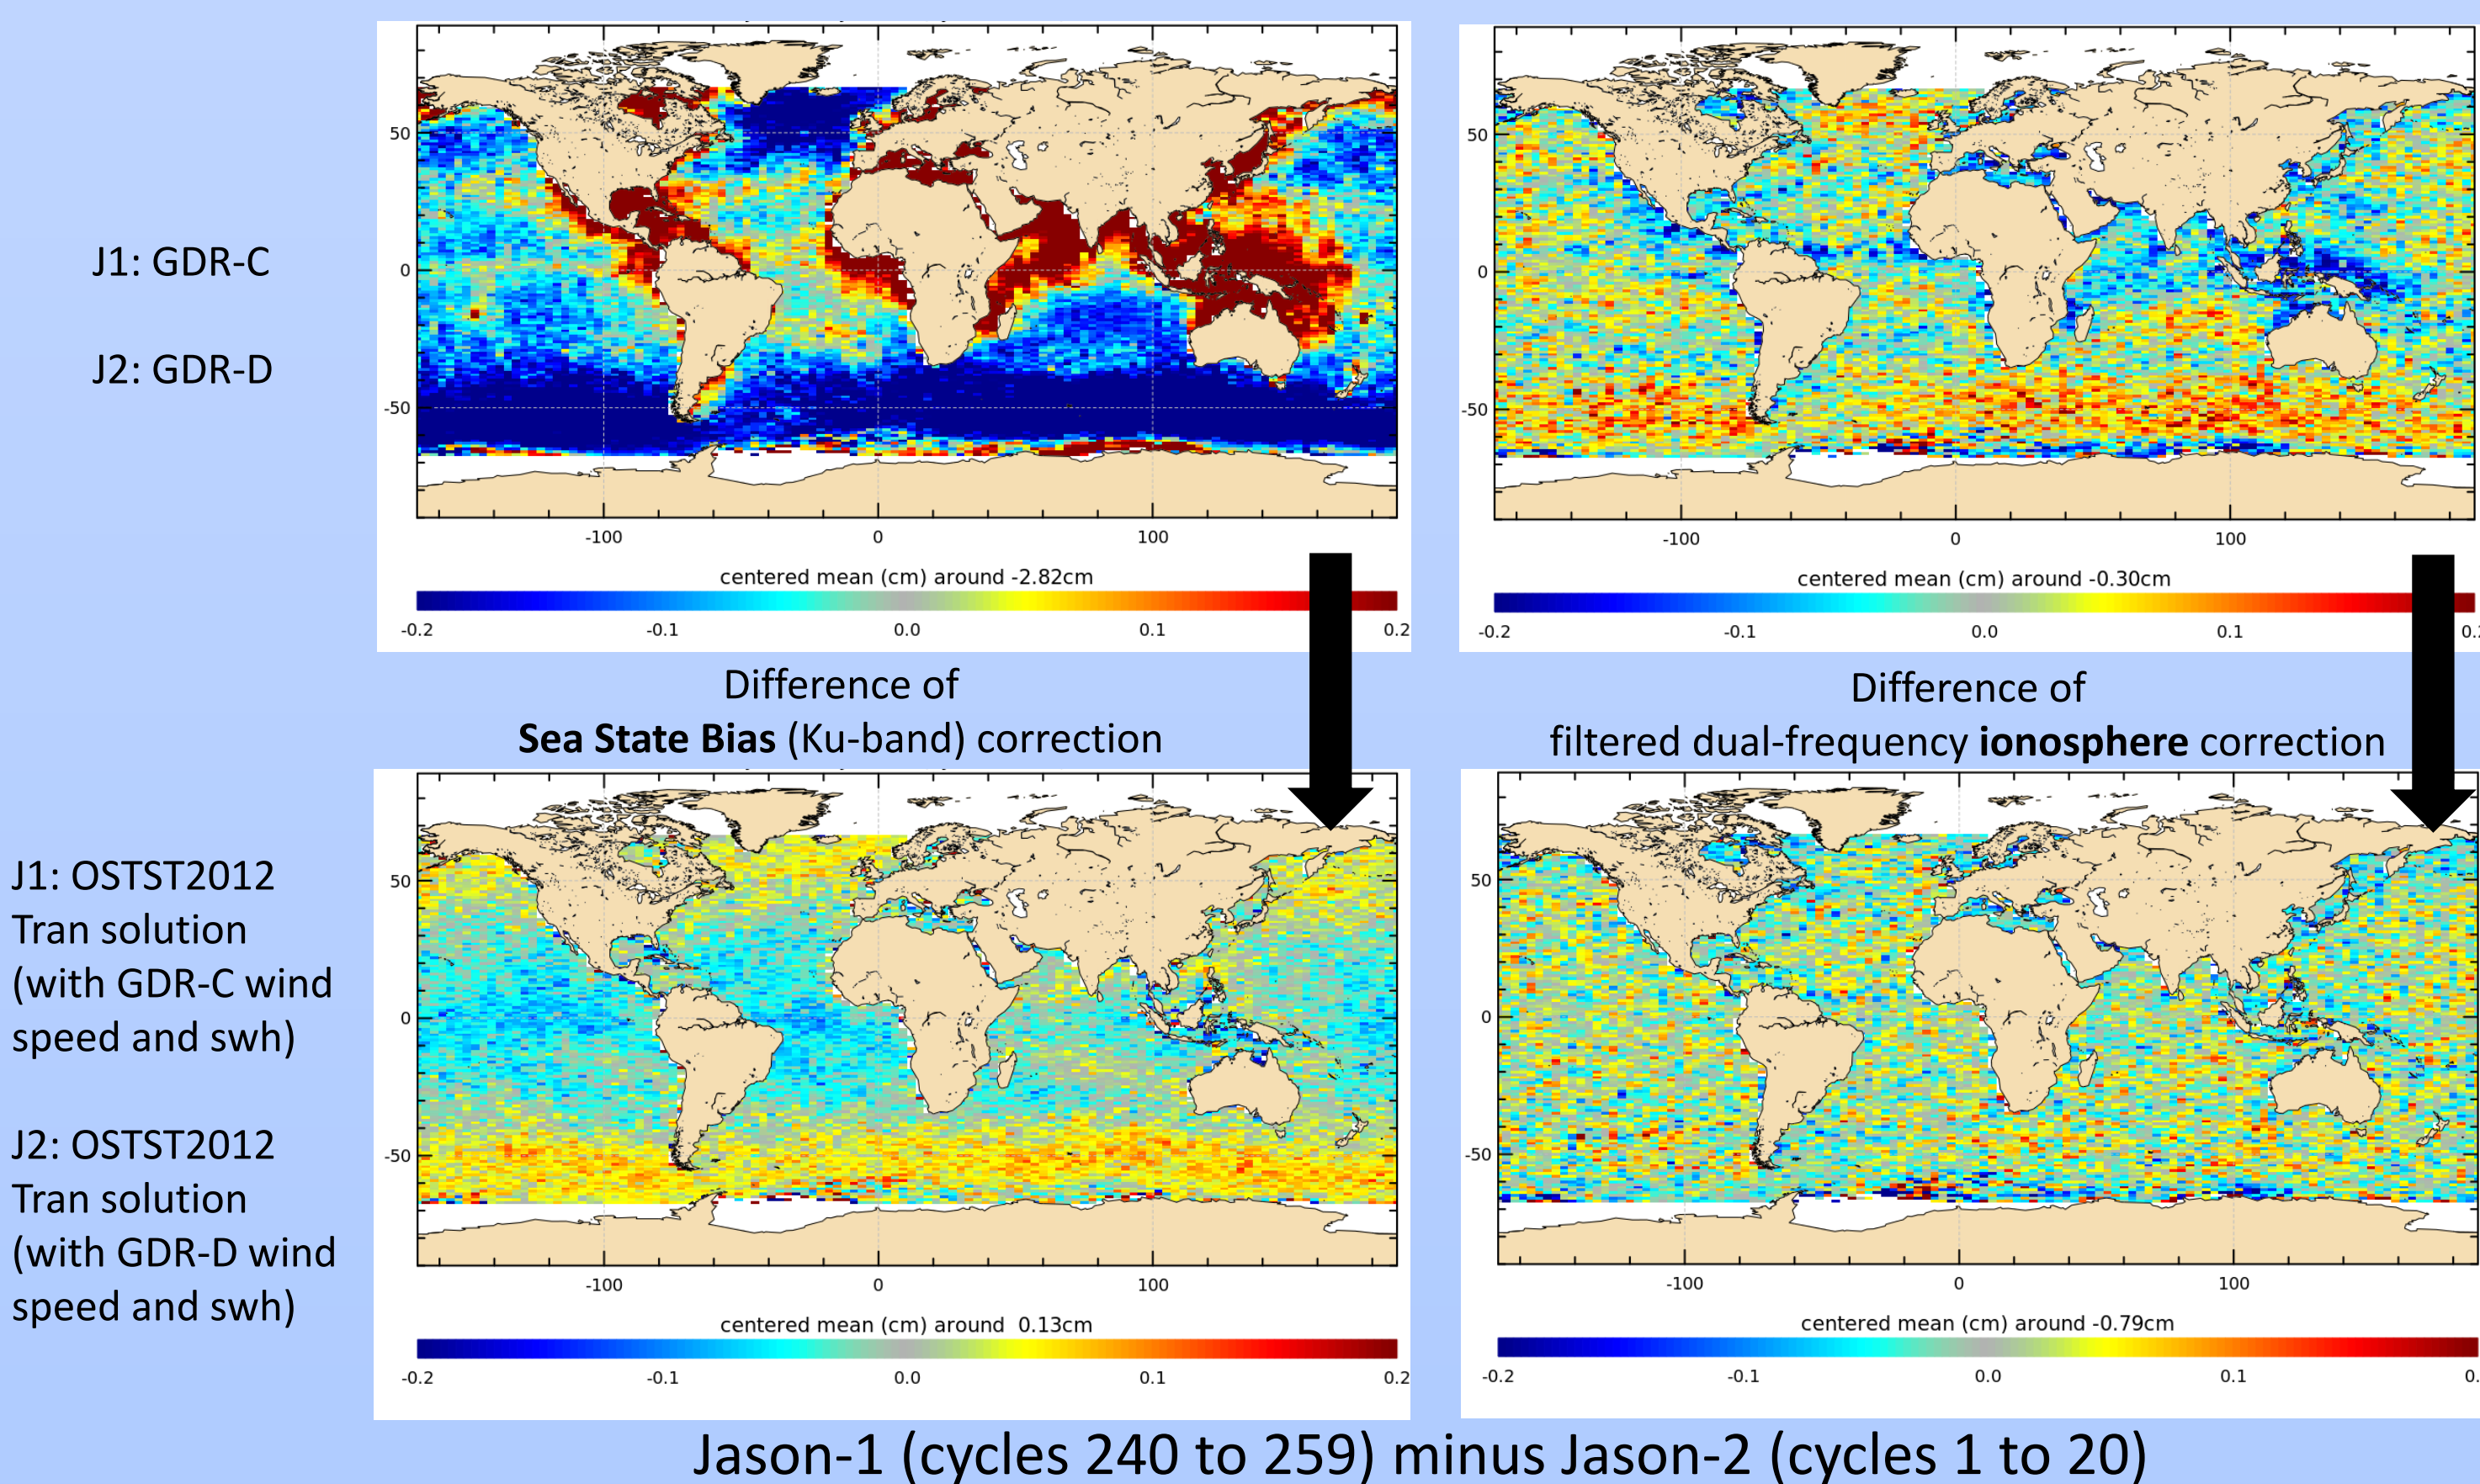 J1: GDR-C
J2: GDR-D
50
0
-50
-100
0
100
centered mean (cm) around -2.82cm
-0.2
-0.1
0.0
0.1
0.2
50
0
-50
-100
0
100
centered mean (cm) around -0.30cm
-0.2
-0.1
0.0
0.1
Difference of
Sea State Bias (Ku-band) correction
Difference of
filtered dual-frequency ionosphere correction
J1: OSTST2012
Tran solution
(with GDR-C wind
speed and swh)
J2: OSTST2012
Tran solution
(with GDR-D wind
speed and swh)
50
0
-50
-100
0
100
centered mean (cm) around 0.13cm
-0.2
-0.1
0.0
0.1
0.2
50
0
-50
-100
0
100
centered mean (cm) around -0.79cm
-0.2
-0.1
0.0
0.1
Jason-1 (cycles 240 to 259) minus Jason-2 (cycles 1 to 20)